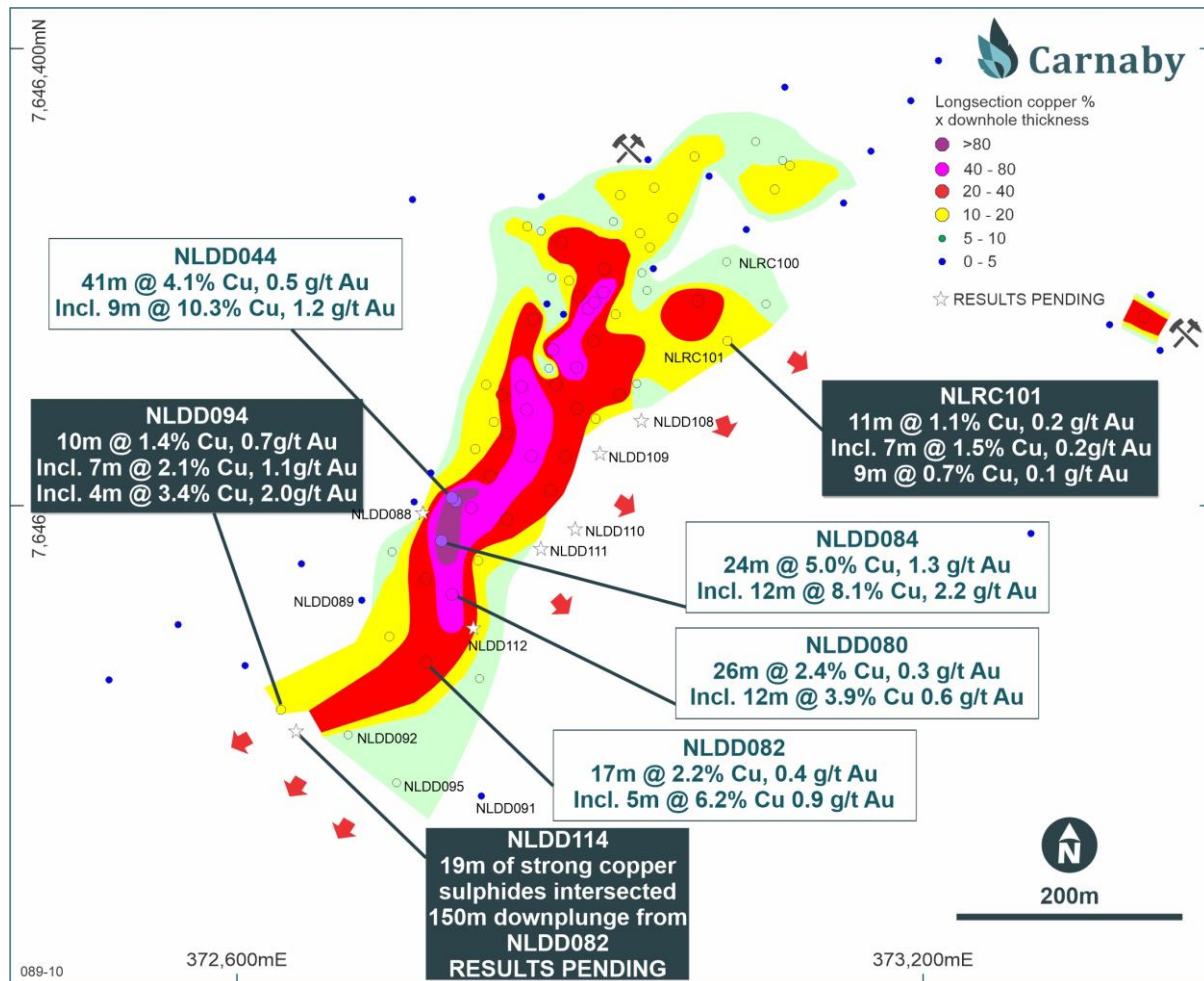 Carnaby
7,646,400mN
Longsection copper %
x downhole thickness
>80
40 - 80
20 - 40
10 - 20
5 - 10
0 - 5
RESULTS PENDING
NLDD044
41m @ 4.1% Cu, 0.5 g/t Au
Incl. 9m @ 10.3% Cu, 1.2 g/t Au
NLRC100
NLRC101
NLRC101
11m @ 1.1% Cu, 0.2 g/t Au
Incl. 7m @ 1.5% Cu, 0.2g/t Au
9m @ 0.7% Cu, 0.1 g/t Au
NLDD094
10m @ 1.4% Cu, 0.7g/t Au
Incl. 7m @ 2.1% Cu, 1.1g/t Au
Incl. 4m @ 3.4% Cu, 2.0g/t Au
NLDD108
NLDD109
7,646
NLDD088
NLDD110
NLDD111
NLDD084
24m @ 5.0% Cu, 1.3 g/t Au
Incl. 12m @ 8.1% Cu, 2.2 g/t Au
NLDD089
NLDD112
NLDD080
26m @ 2.4% Cu, 0.3 g/t Au
Incl. 12m @ 3.9% Cu 0.6 g/t Au
NLDD092
NLDD082
17m @ 2.2% Cu, 0.4 g/t Au
Incl. 5m @ 6.2% Cu 0.9 g/t Au
NLDD095
NLDD091
NLDD114
19m of strong copper
sulphides intersected
150m downplunge from
NLDD082
RESULTS PENDING
N
200m
089-10
372,600mE
373,200mE